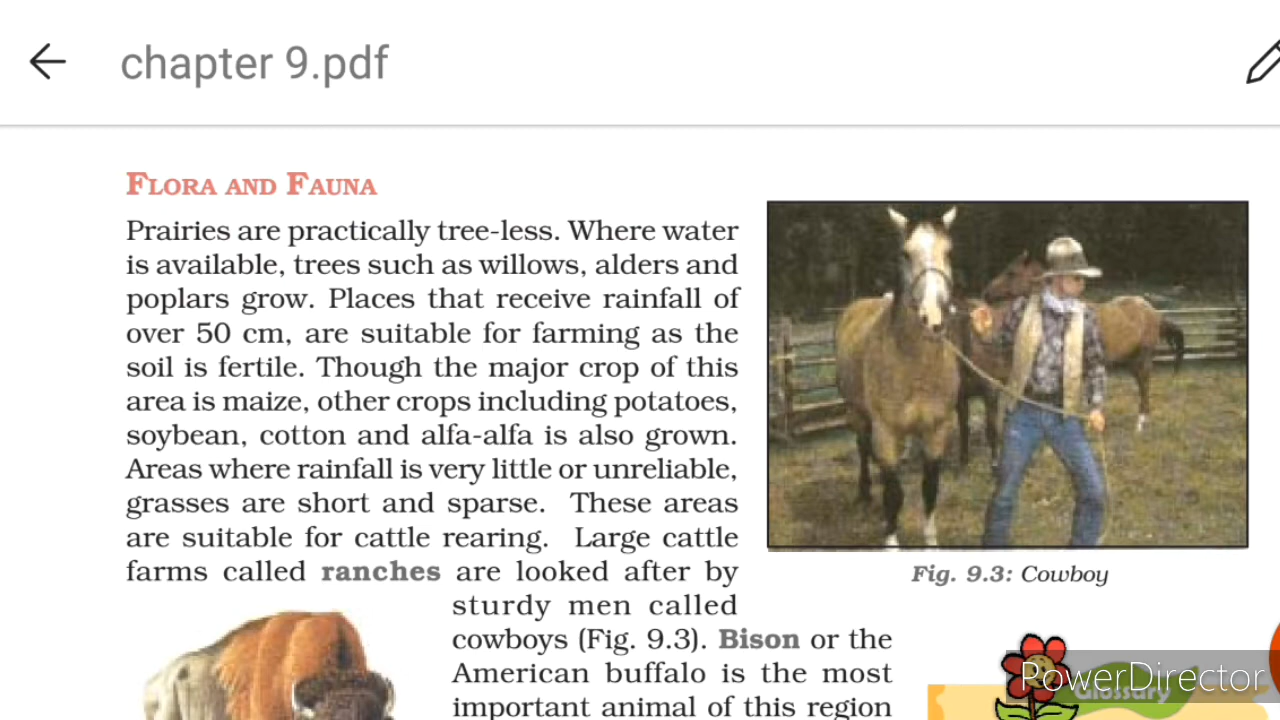 chapter 9.pdf
FLORA AND FAUNA
Prairies are practically tree-less. Where water
is available, trees such as willows, alders and
poplars grow. Places that receive rainfall of
over 50 cm, are suitable for farming as the
soil is fertile. Though the major crop of this
area is maize, other crops including potatoes,
soybean, cotton and alfa-alfa is also grown.
Areas where rainfall is very little or unreliable,
grasses are short and sparse. These areas
are suitable for cattle rearing. Large cattle
farms called ranches are looked after by
sturdy men called
cowboys (Fig. 9.3). Bison or the
American buffalo is the most
important animal of this region
Fig. 9.3: Cowboy
Glossary
PowerDirector